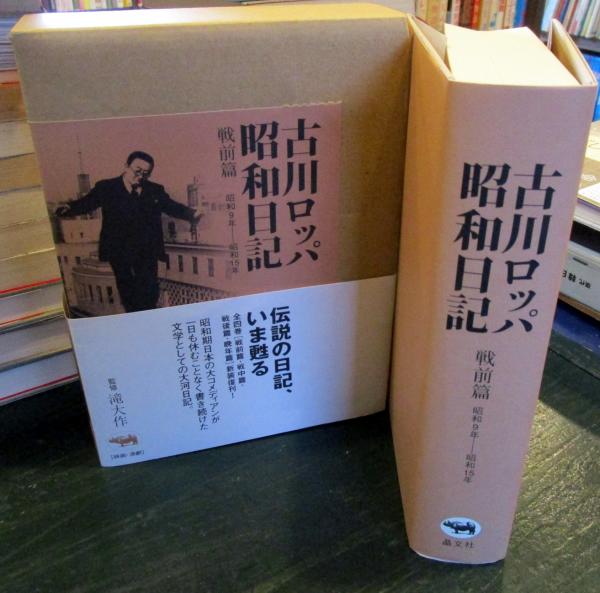 古川ロッパ
昭和日記
戦前篇
昭和9年──昭和15年
伝説の日記、
いま甦る
全四巻〔戦前篇・戦中篇・
戦後篇・晩年篇〕新装復刊！
昭和期日本の大コメディアンが
一日も休むことなく書き続けた
文学としての大河日記。
監修 滝大作
古川ロッパ
昭和日記
戦前篇
昭和9年──昭和15年
晶文社